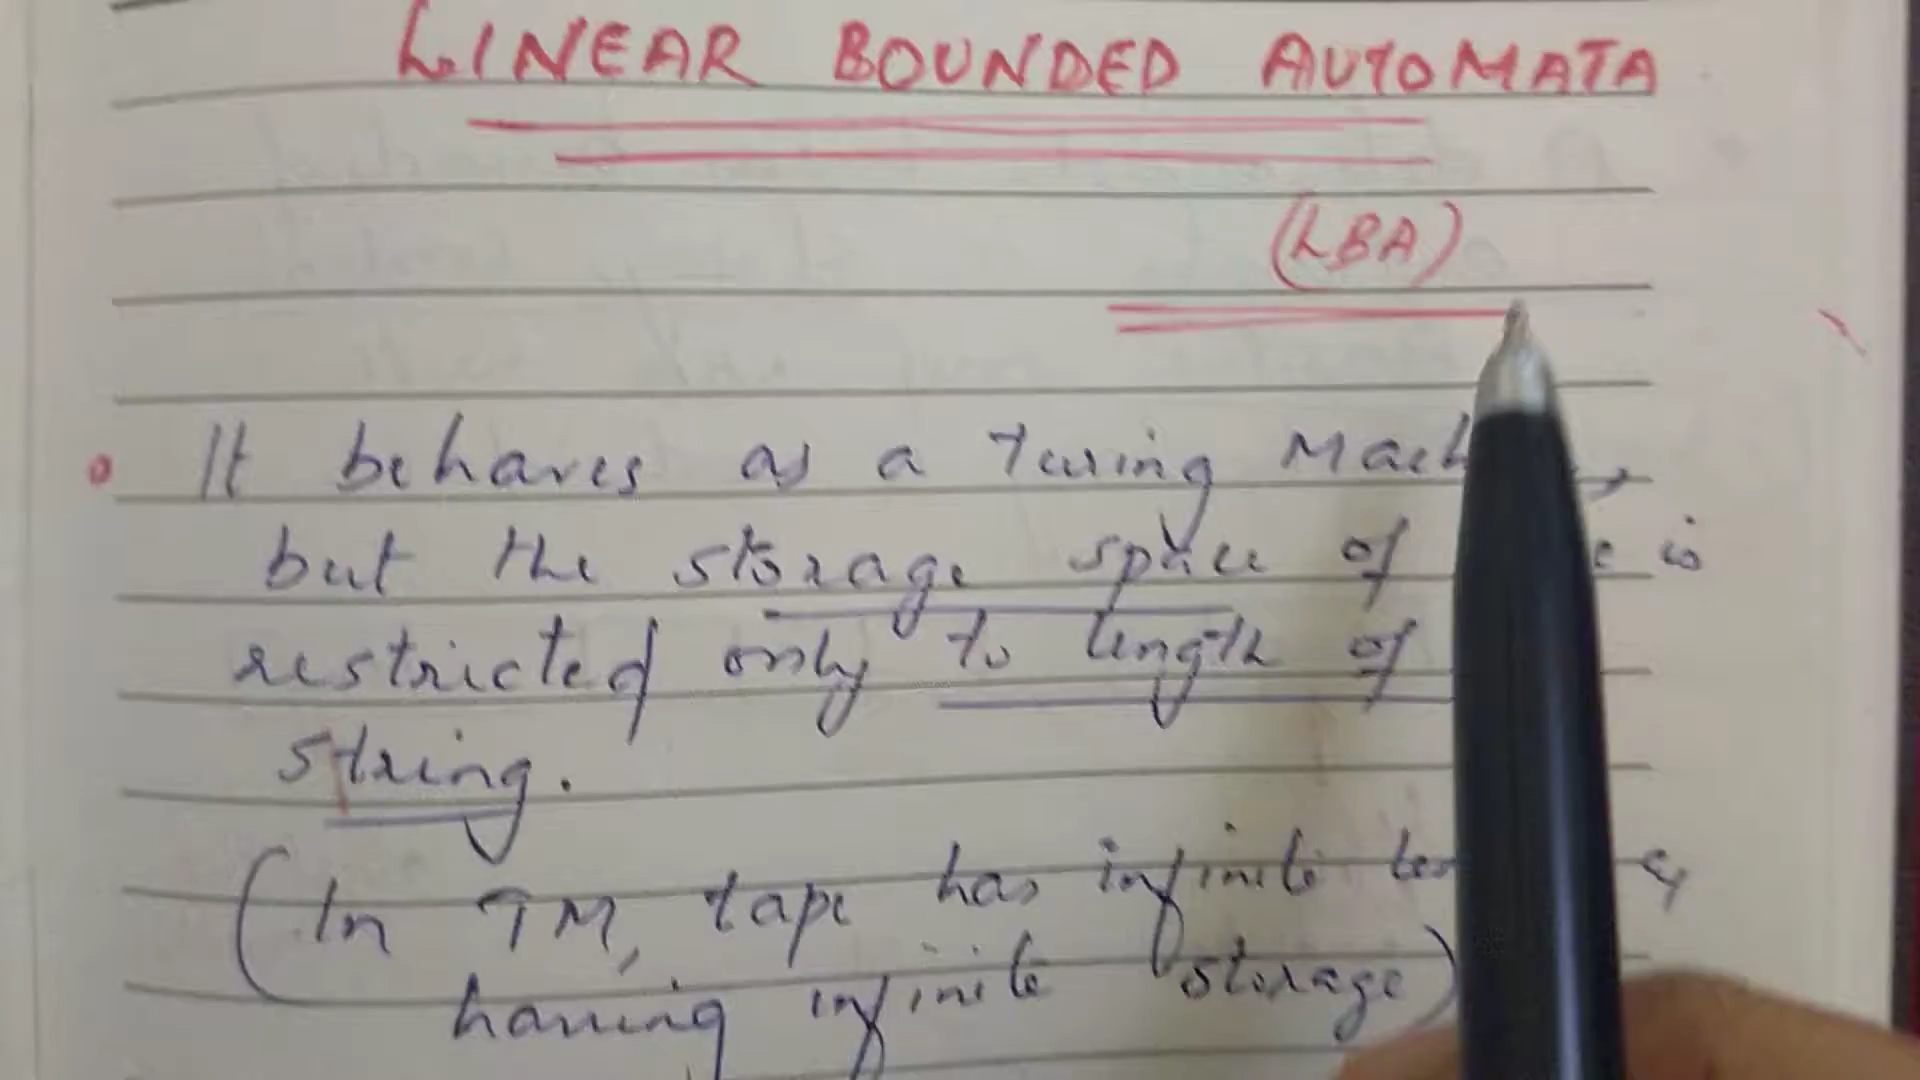 LINEAR BOUNDED AUTOMATA
(LBA)
It behaves as a Turing
but the storage space of is
restricted only to length of
string.
(In TM, tape has infinite
having infinite storage)